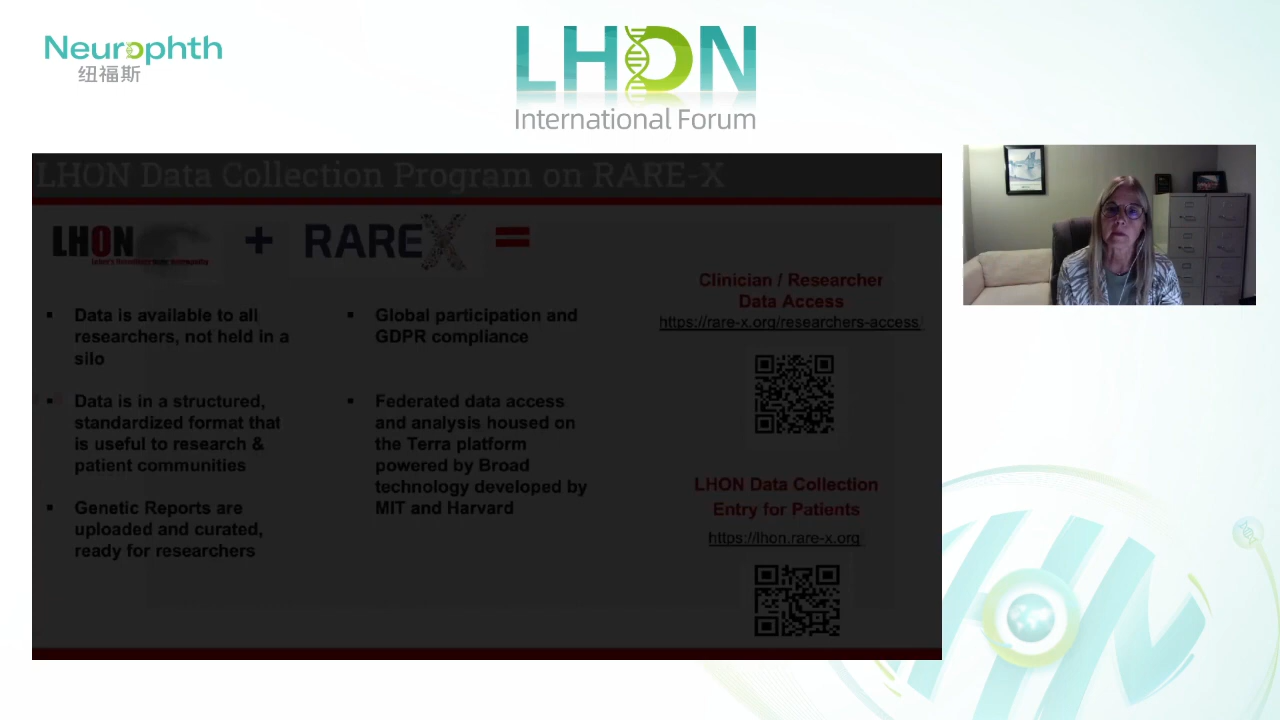 Neurophth
纽福斯
LHON
International Forum
LHON Data Collection Program on RARE-X
LHON
+ RAREX =
▪ Data is available to all
researchers, not held in a
silo
▪ Data is in a structured,
standardized format that
is useful to research &
patient communities
▪ Genetic Reports are
uploaded and curated,
ready for researchers
▪ Global participation and
GDPR compliance
▪ Federated data access
and analysis housed on
the Terra platform
powered by Broad
technology developed by
MIT and Harvard
Clinician / Researcher
Data Access
https://rare-x.org/researchers-access/
LHON Data Collection
Entry for Patients
https://lhon.rare-x.org